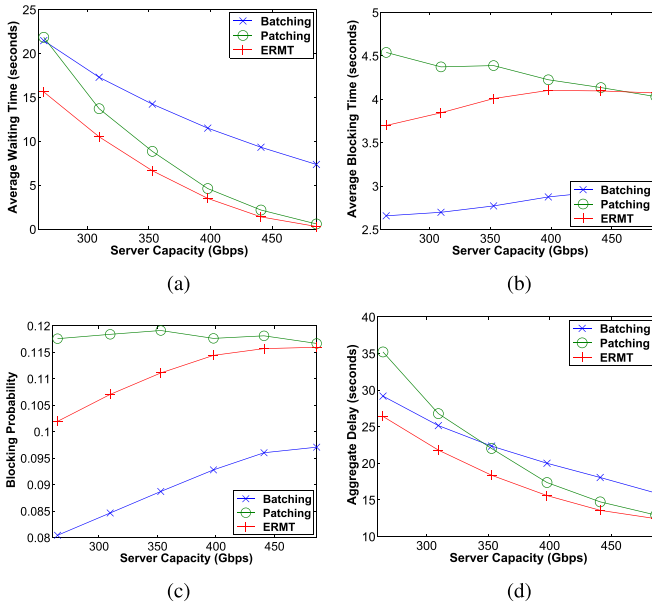 Average Waiting Time (seconds)
25
20
15
10
5
0
300
350
400
450
Server Capacity (Gbps)
Batching
Patching
ERMT
(a)
Average Blocking Time (seconds)
5
4.5
4
3.5
3
2.5
300
350
400
450
Server Capacity (Gbps)
Batching
Patching
ERMT
(b)
Blocking Probability
0.12
0.115
0.11
0.105
0.1
0.095
0.09
0.085
0.08
300
350
400
450
Server Capacity (Gbps)
Batching
Patching
ERMT
(c)
Aggregate Delay (seconds)
40
35
30
25
20
15
10
300
350
400
450
Server Capacity (Gbps)
Batching
Patching
ERMT
(d)